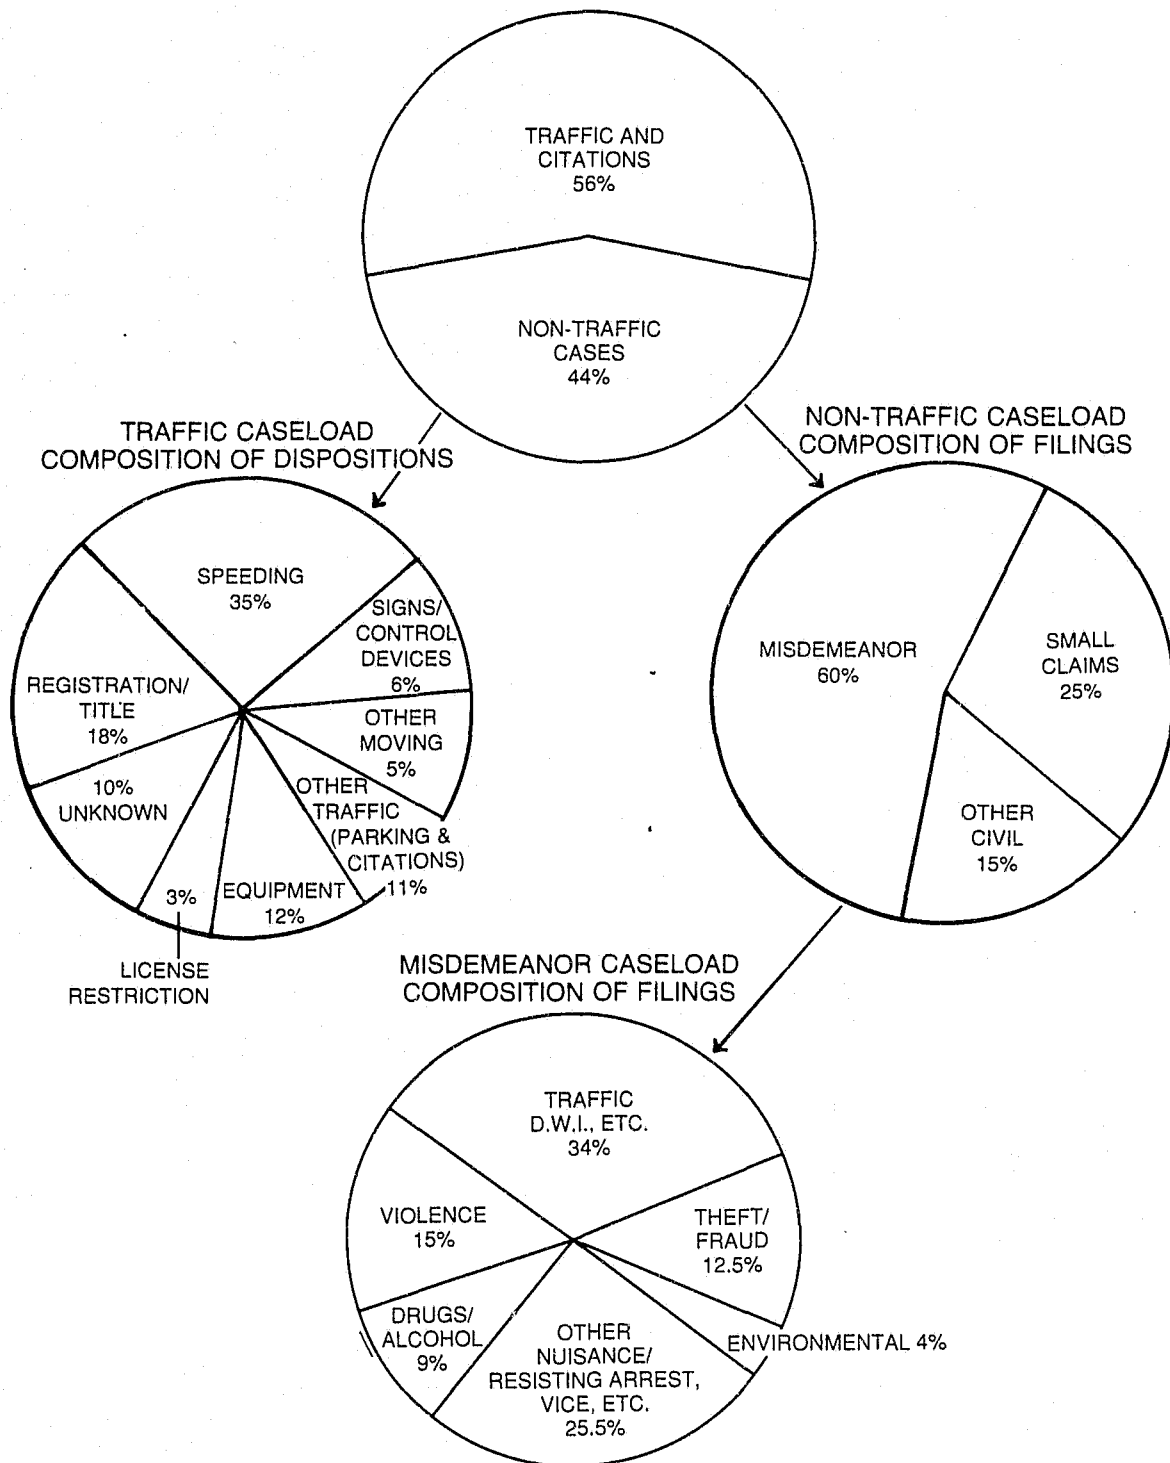 TRAFFIC AND
CITATIONS
56%
NON-TRAFFIC
CASES
44%
TRAFFIC CASELOAD
COMPOSITION OF DISPOSITIONS
SPEEDING
35%
SIGNS/
CONTROL
DEVICES
6%
OTHER
MOVING
5%
OTHER
TRAFFIC
(PARKING &
CITATIONS)
11%
EQUIPMENT
12%
3%
LICENSE
RESTRICTION
10%
UNKNOWN
REGISTRATION/
TITLE
18%
NON-TRAFFIC CASELOAD
COMPOSITION OF FILINGS
MISDEMEANOR
60%
SMALL
CLAIMS
25%
OTHER
CIVIL
15%
MISDEMEANOR CASELOAD
COMPOSITION OF FILINGS
TRAFFIC
D.W.I., ETC.
34%
THEFT/
FRAUD
12.5%
ENVIRONMENTAL 4%
OTHER
NUISANCE/
RESISTING ARREST,
VICE, ETC.
25.5%
DRUGS/
ALCOHOL
9%
VIOLENCE
15%